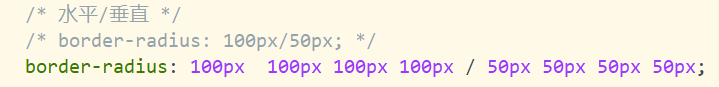 /* 水平/垂直 */
/* border-radius: 100px/50px; */
border-radius: 100px  100px 100px 100px / 50px 50px 50px 50px;